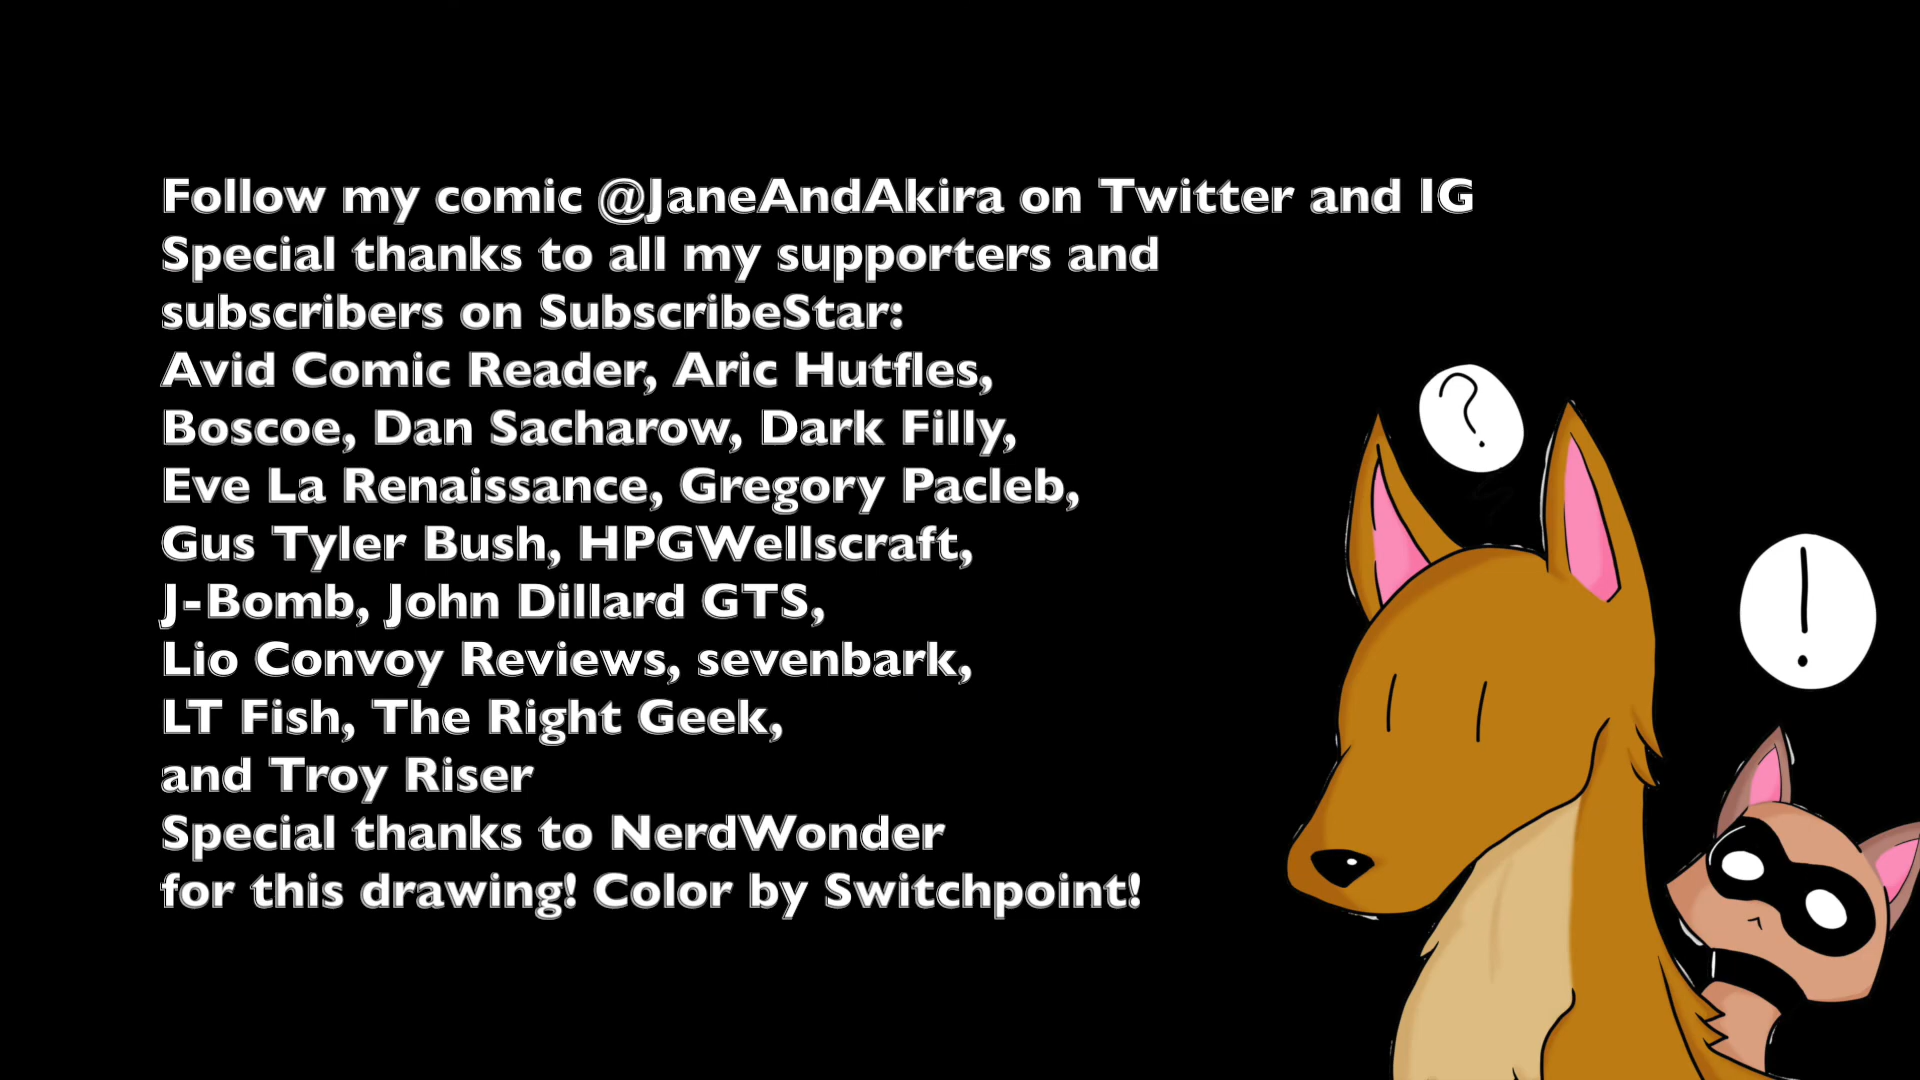 Follow my comic @JaneAndAkira on Twitter and IG
Special thanks to all my supporters and
subscribers on SubscribeStar:
Avid Comic Reader, Aric Hutfles,
Boscoe, Dan Sacharow, Dark Filly,
Eve La Renaissance, Gregory Pacleb,
Gus Tyler Bush, HPGWellscraft,
J-Bomb, John Dillard GTS,
Lio Convoy Reviews, sevenbark,
LT Fish, The Right Geek,
and Troy Riser
Special thanks to NerdWonder
for this drawing! Color by Switchpoint!
?
!